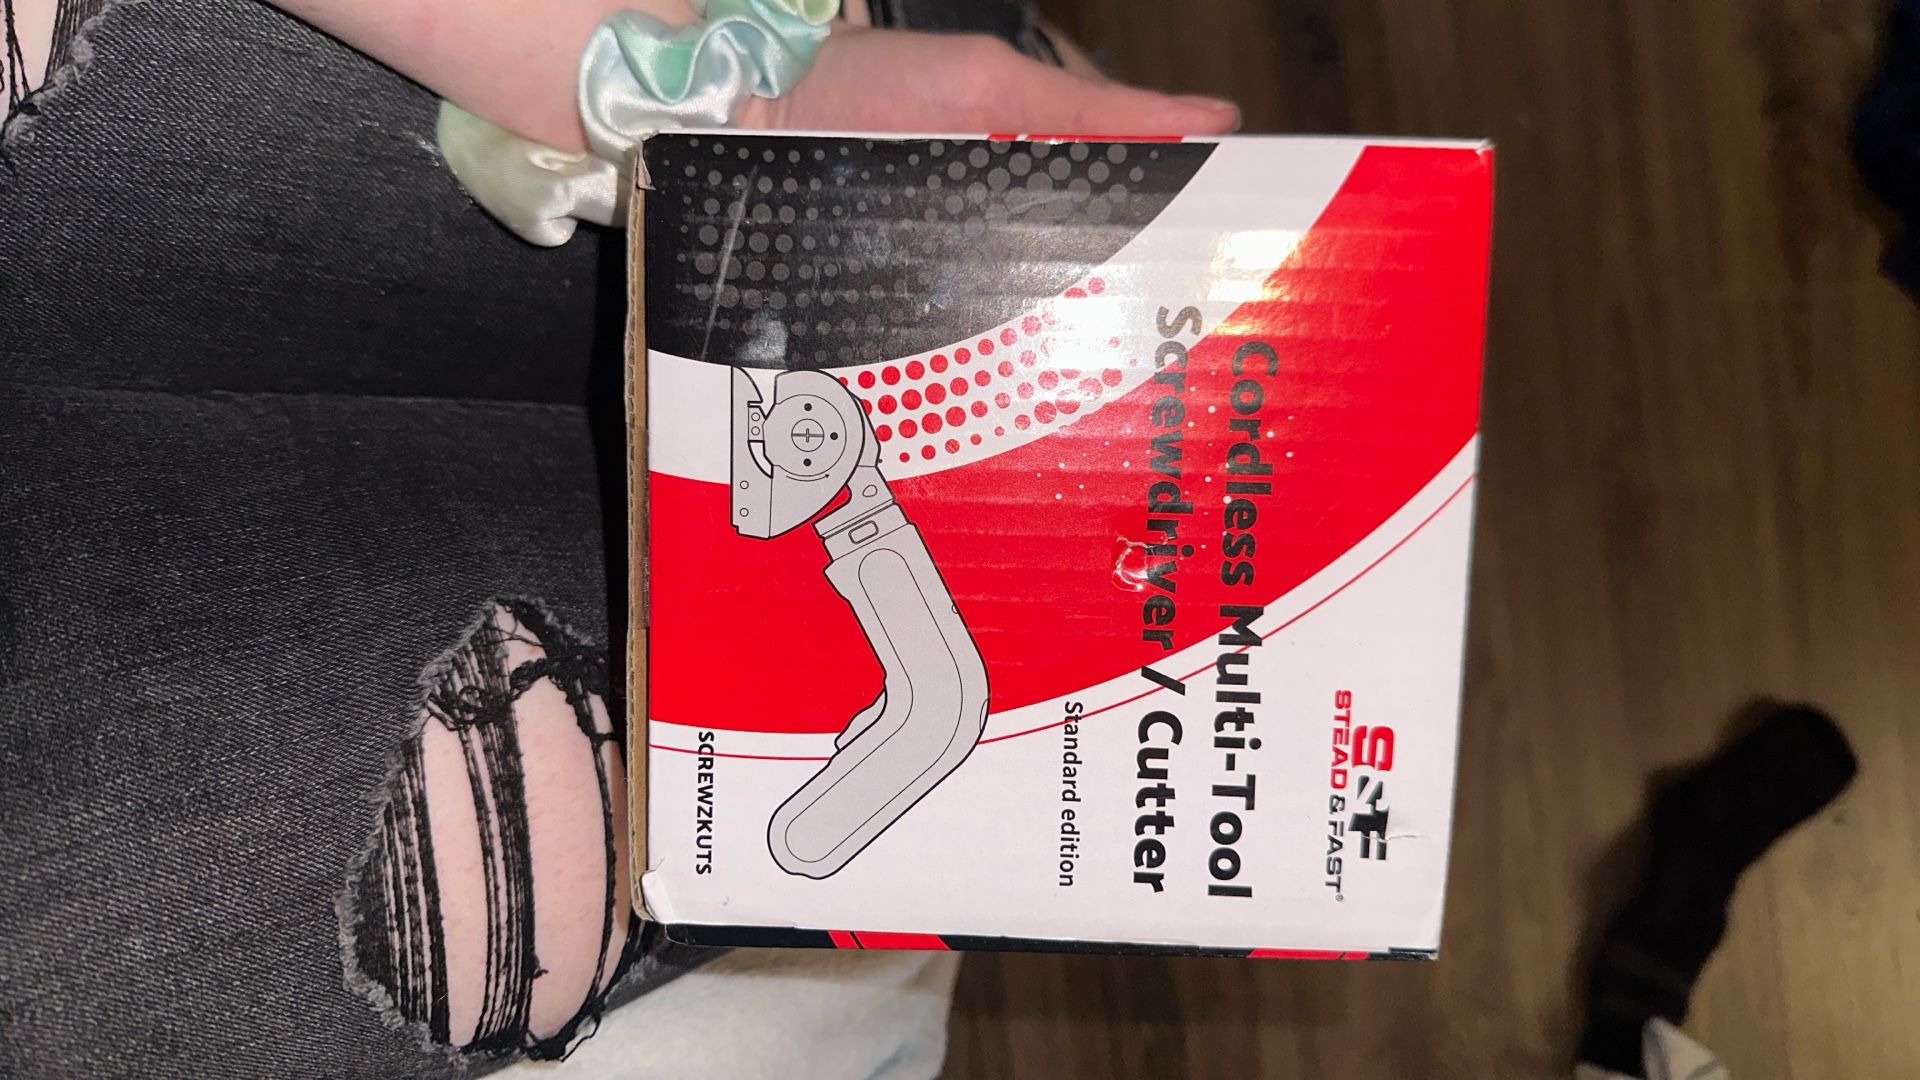 S&F
STEAD & FAST®
Cordless Multi-Tool
Screwdriver / Cutter
Standard edition
SCREWZKUTS